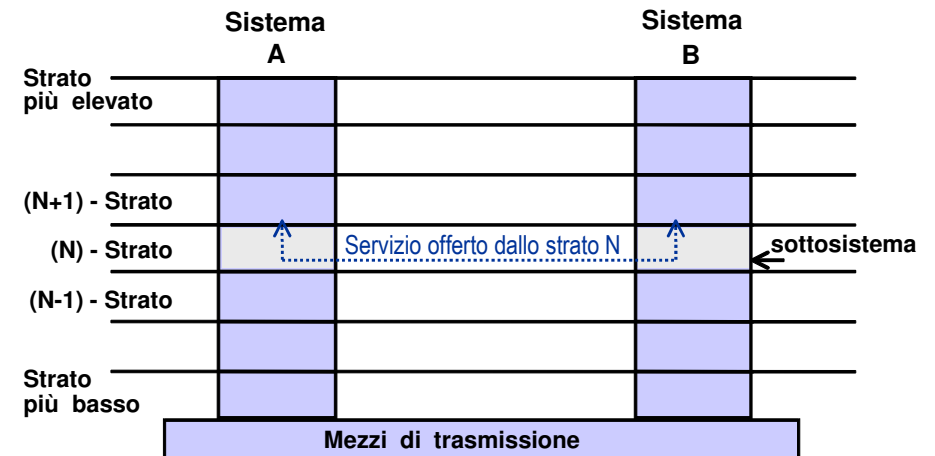 Sistema
A
Sistema
B
Strato
più elevato
(N+1) - Strato
(N) - Strato
Servizio offerto dallo strato N
sottosistema
(N-1) - Strato
Strato
più basso
Mezzi di trasmissione